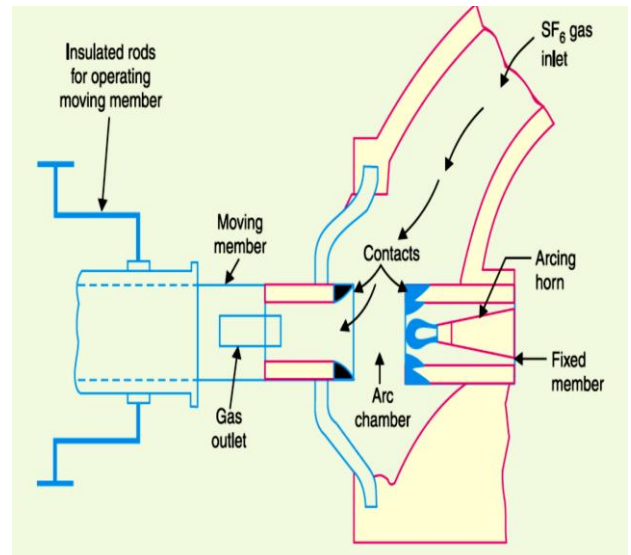 Insulated rods
for operating
moving member
SF₆ gas
inlet
Moving
member
Contacts
Arcing
horn
Gas
outlet
Arc
chamber
Fixed
member